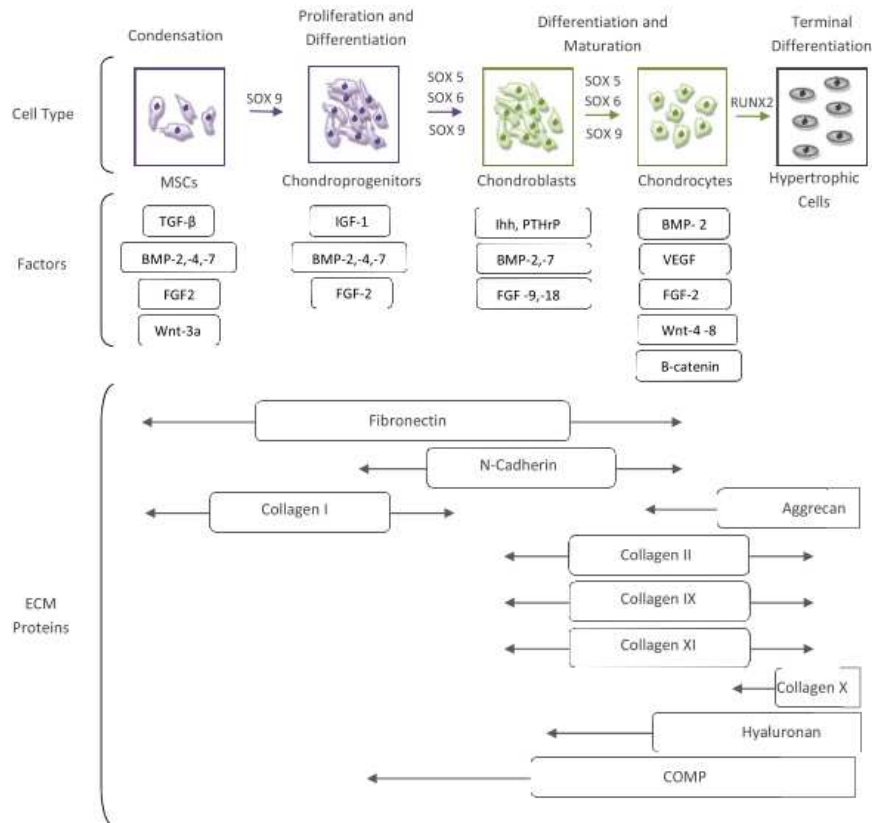 Condensation
Proliferation and
Differentiation
Differentiation and
Maturation
Terminal
Differentiation
Cell Type
SOX 9
SOX 5
SOX 6
SOX 9
SOX 5
SOX 6
SOX 9
RUNX2
MSCs
Chondroprogenitors
Chondroblasts
Chondrocytes
Hypertrophic
Cells
Factors
TGF-β
BMP-2,-4,-7
FGF2
Wnt-3a
IGF-1
BMP-2,-4,-7
FGF-2
Ihh, PTHrP
BMP-2,-7
FGF -9,-18
BMP- 2
VEGF
FGF-2
Wnt-4 -8
B-catenin
ECM
Proteins
Fibronectin
N-Cadherin
Collagen I
Aggrecan
Collagen II
Collagen IX
Collagen XI
Collagen X
Hyaluronan
COMP